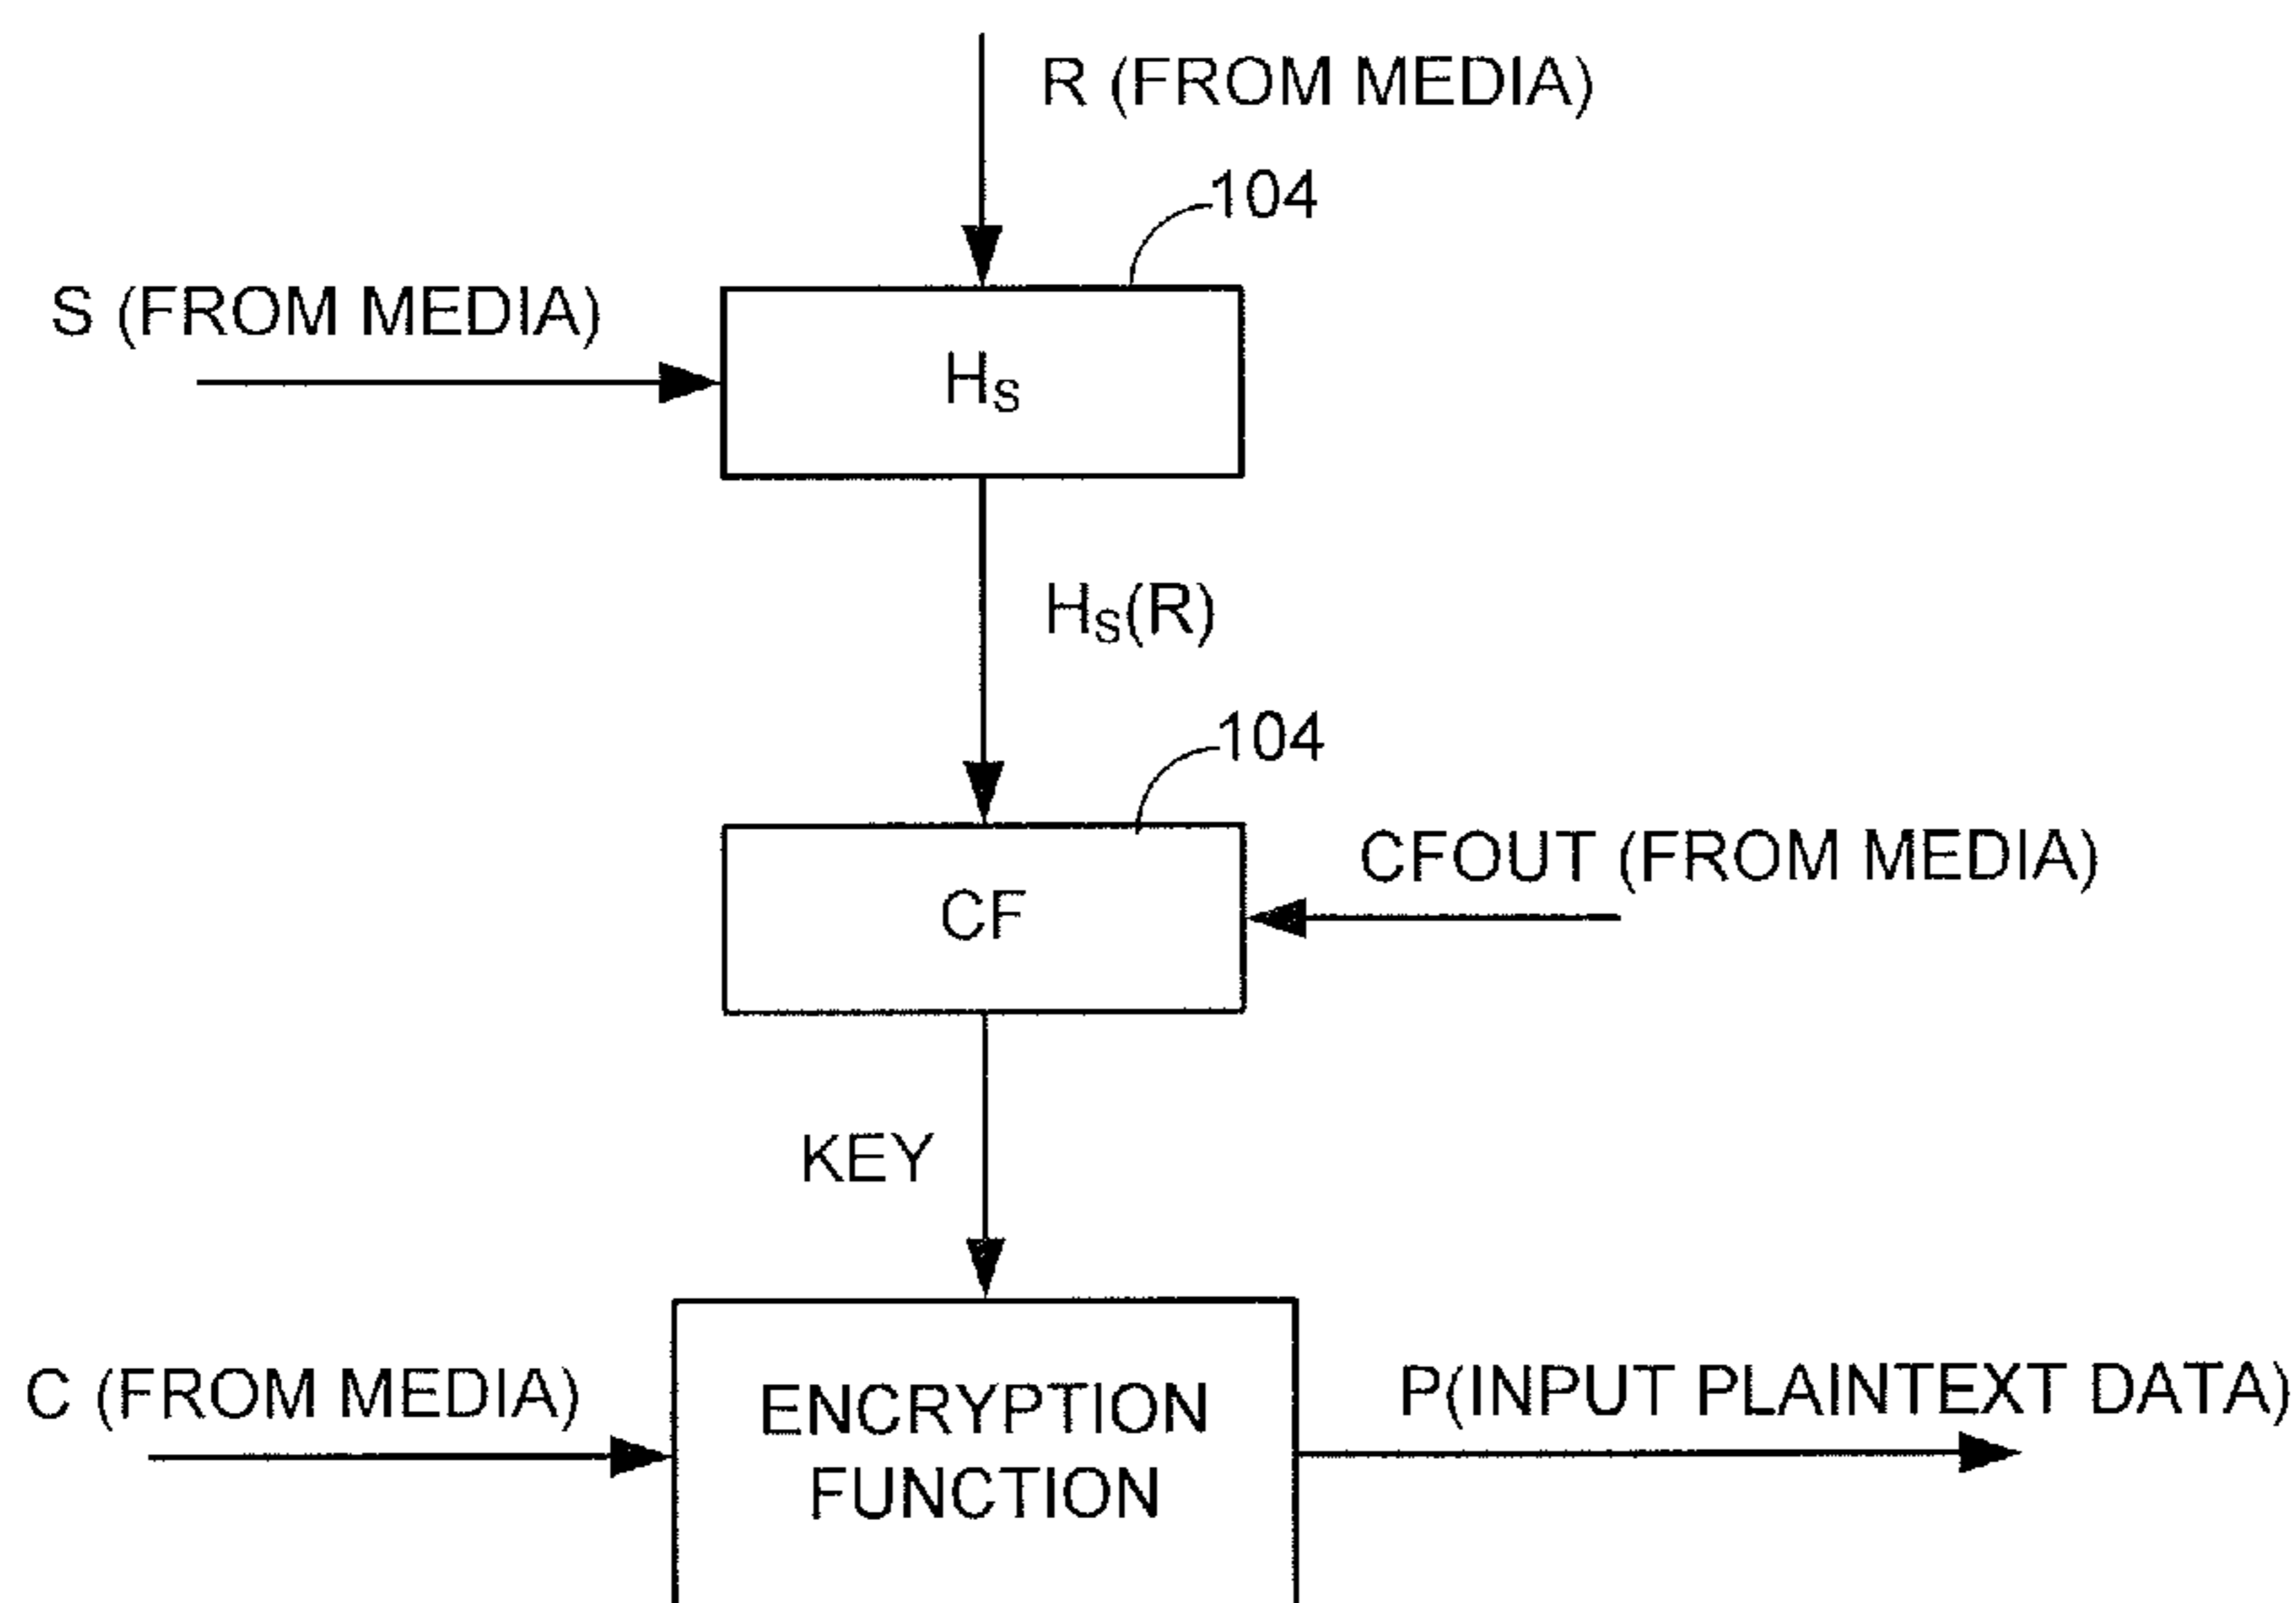 R (FROM MEDIA)
104
S (FROM MEDIA)
HS
HS(R)
104
CFOUT (FROM MEDIA)
CF
KEY
C (FROM MEDIA)
P(INPUT PLAINTEXT DATA)
ENCRYPTION
FUNCTION